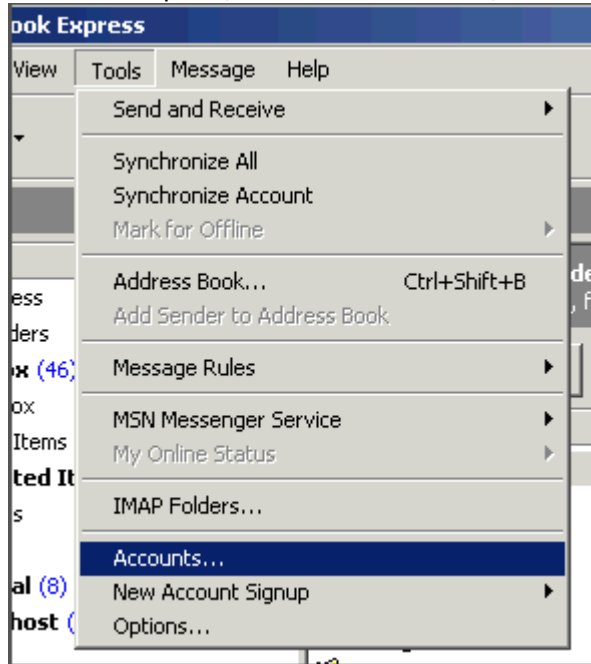 ook Express
View Tools Message Help
Send and Receive
Synchronize All
Synchronize Account
Mark for Offline
Address Book... Ctrl+Shift+B
Add Sender to Address Book
Message Rules
MSN Messenger Service
My Online Status
IMAP Folders...
Accounts...
New Account Signup
Options...
ess
ders
x (46)
ox
Items
ted It
s
al (8)
host (
de
, f